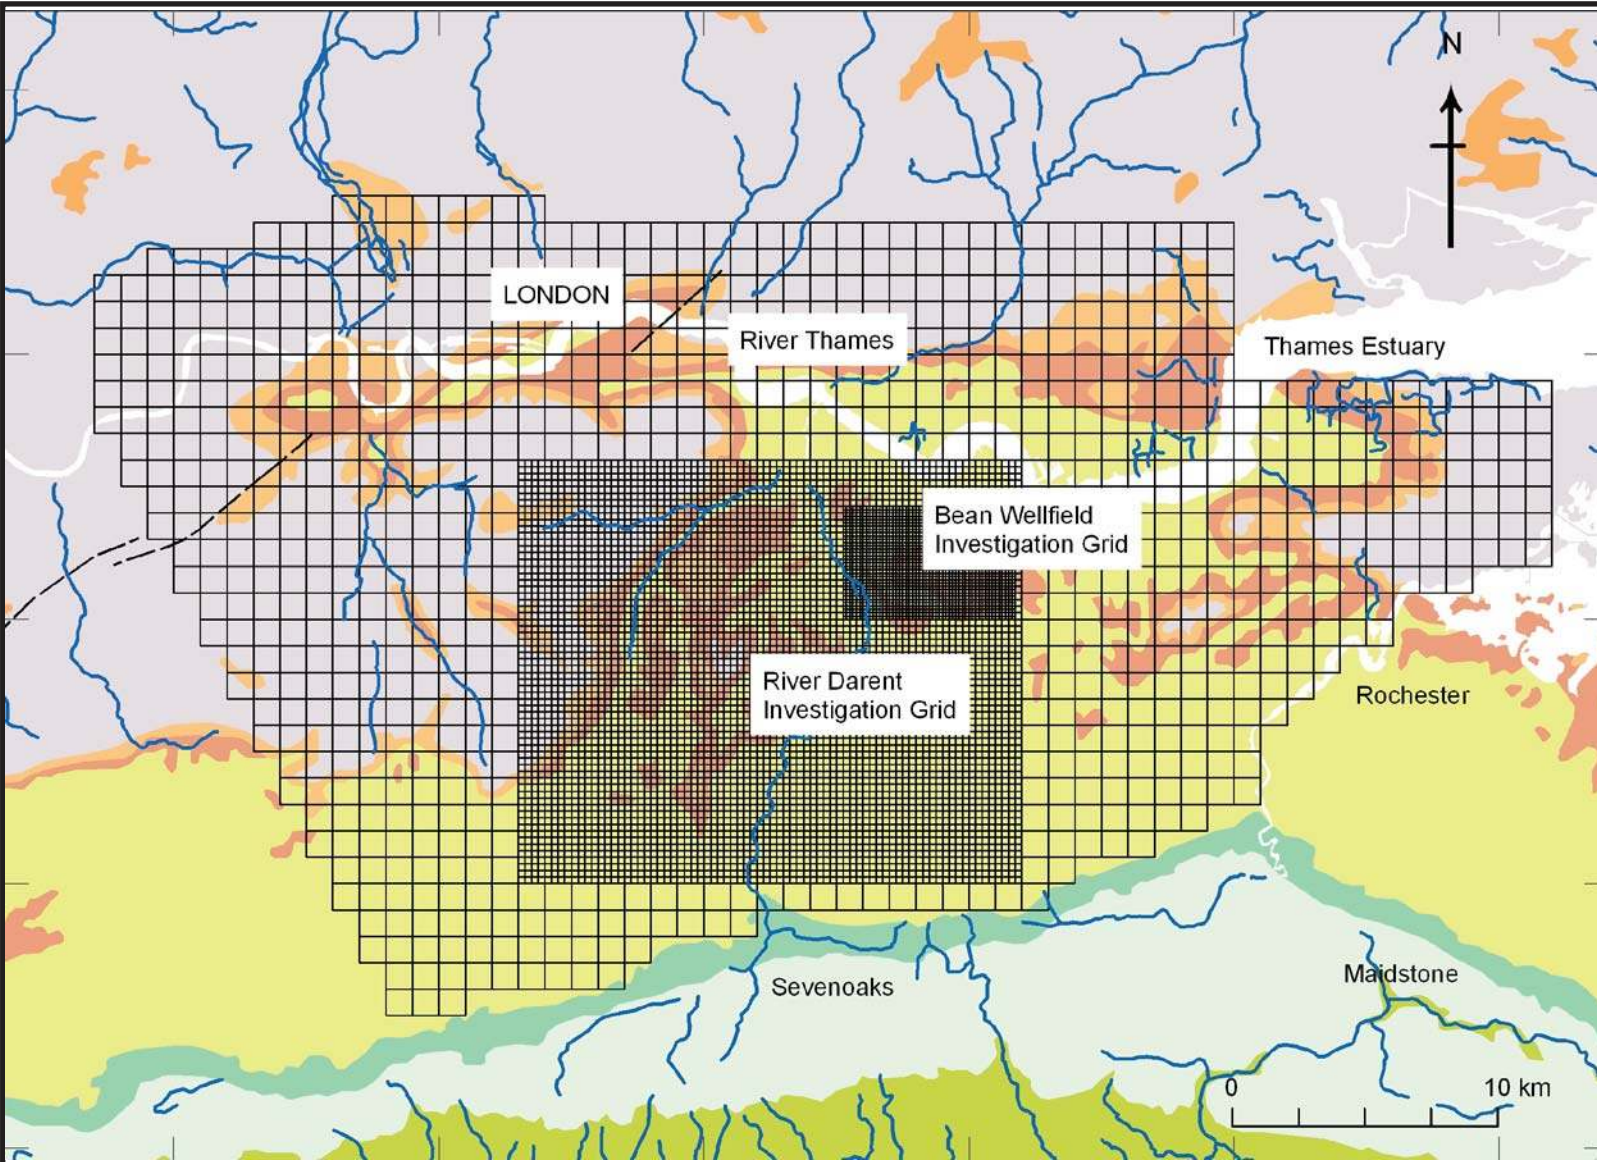 N
LONDON
River Thames
Thames Estuary
Bean Wellfield
Investigation Grid
River Darent
Investigation Grid
Rochester
Sevenoaks
Maidstone
0 10 km